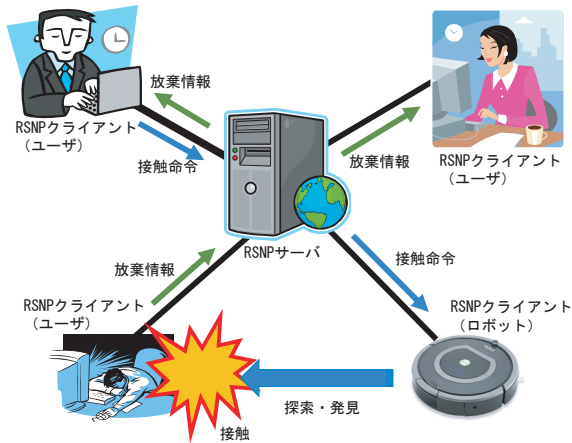 放棄情報
RSNPクライアント
（ユーザ）
接触命令
放棄情報
RSNPクライアント
（ユーザ）
RSNPサーバ
接触命令
放棄情報
RSNPクライアント
（ユーザ）
RSNPクライアント
（ロボット）
探索・発見
接触